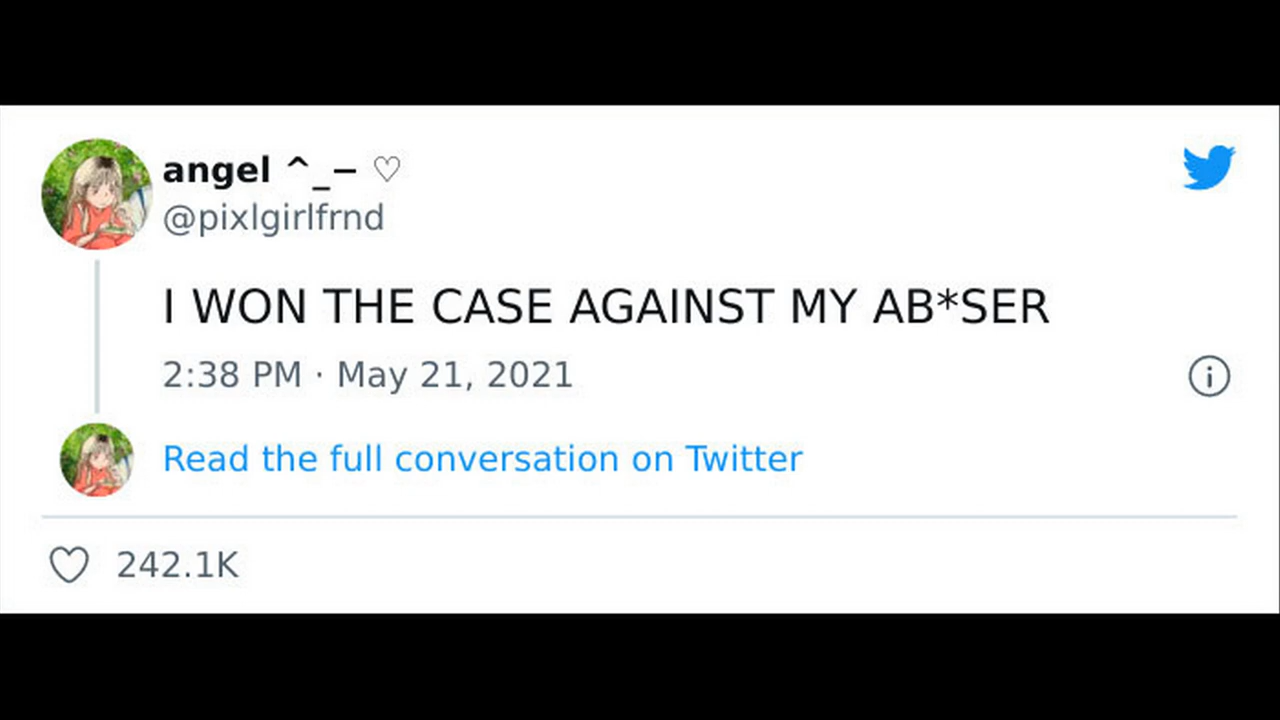 angel ^_− ♡
@pixlgirlfrnd
I WON THE CASE AGAINST MY AB*SER
2:38 PM · May 21, 2021
Read the full conversation on Twitter
242.1K